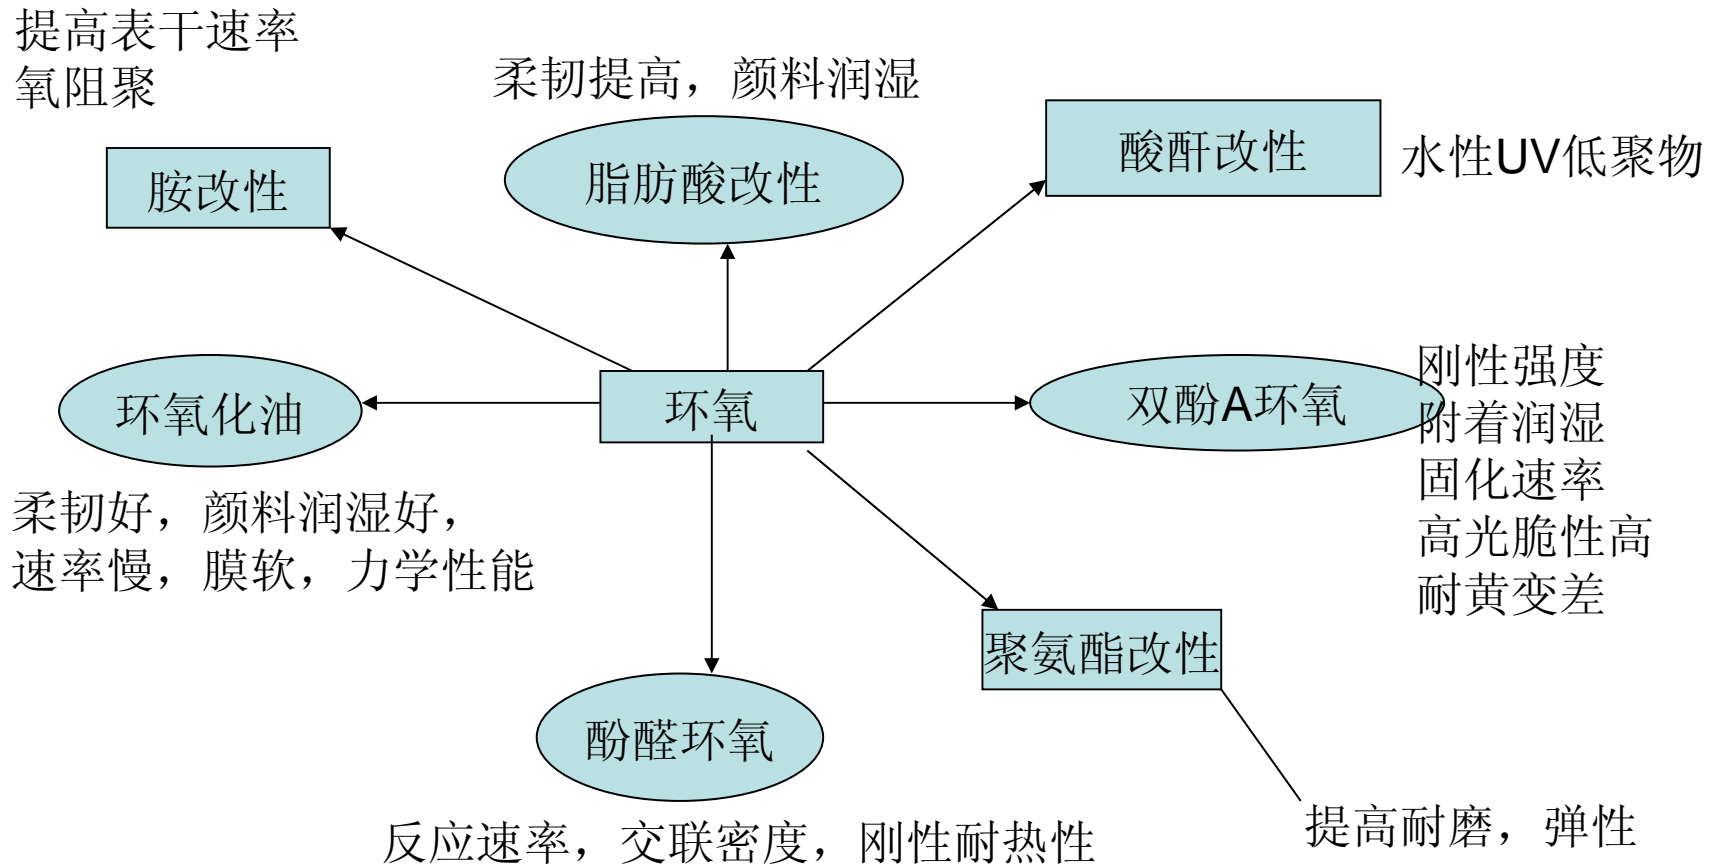 提高表干速率
氧阻聚
柔韧提高，颜料润湿
胺改性
脂肪酸改性
酸酐改性
水性UV低聚物
环氧化油
环氧
双酚A环氧
刚性强度
附着润湿
固化速率
高光脆性高
耐黄变差
柔韧好，颜料润湿好，
速率慢，膜软，力学性能
聚氨酯改性
酚醛环氧
反应速率，交联密度，刚性耐热性
提高耐磨，弹性